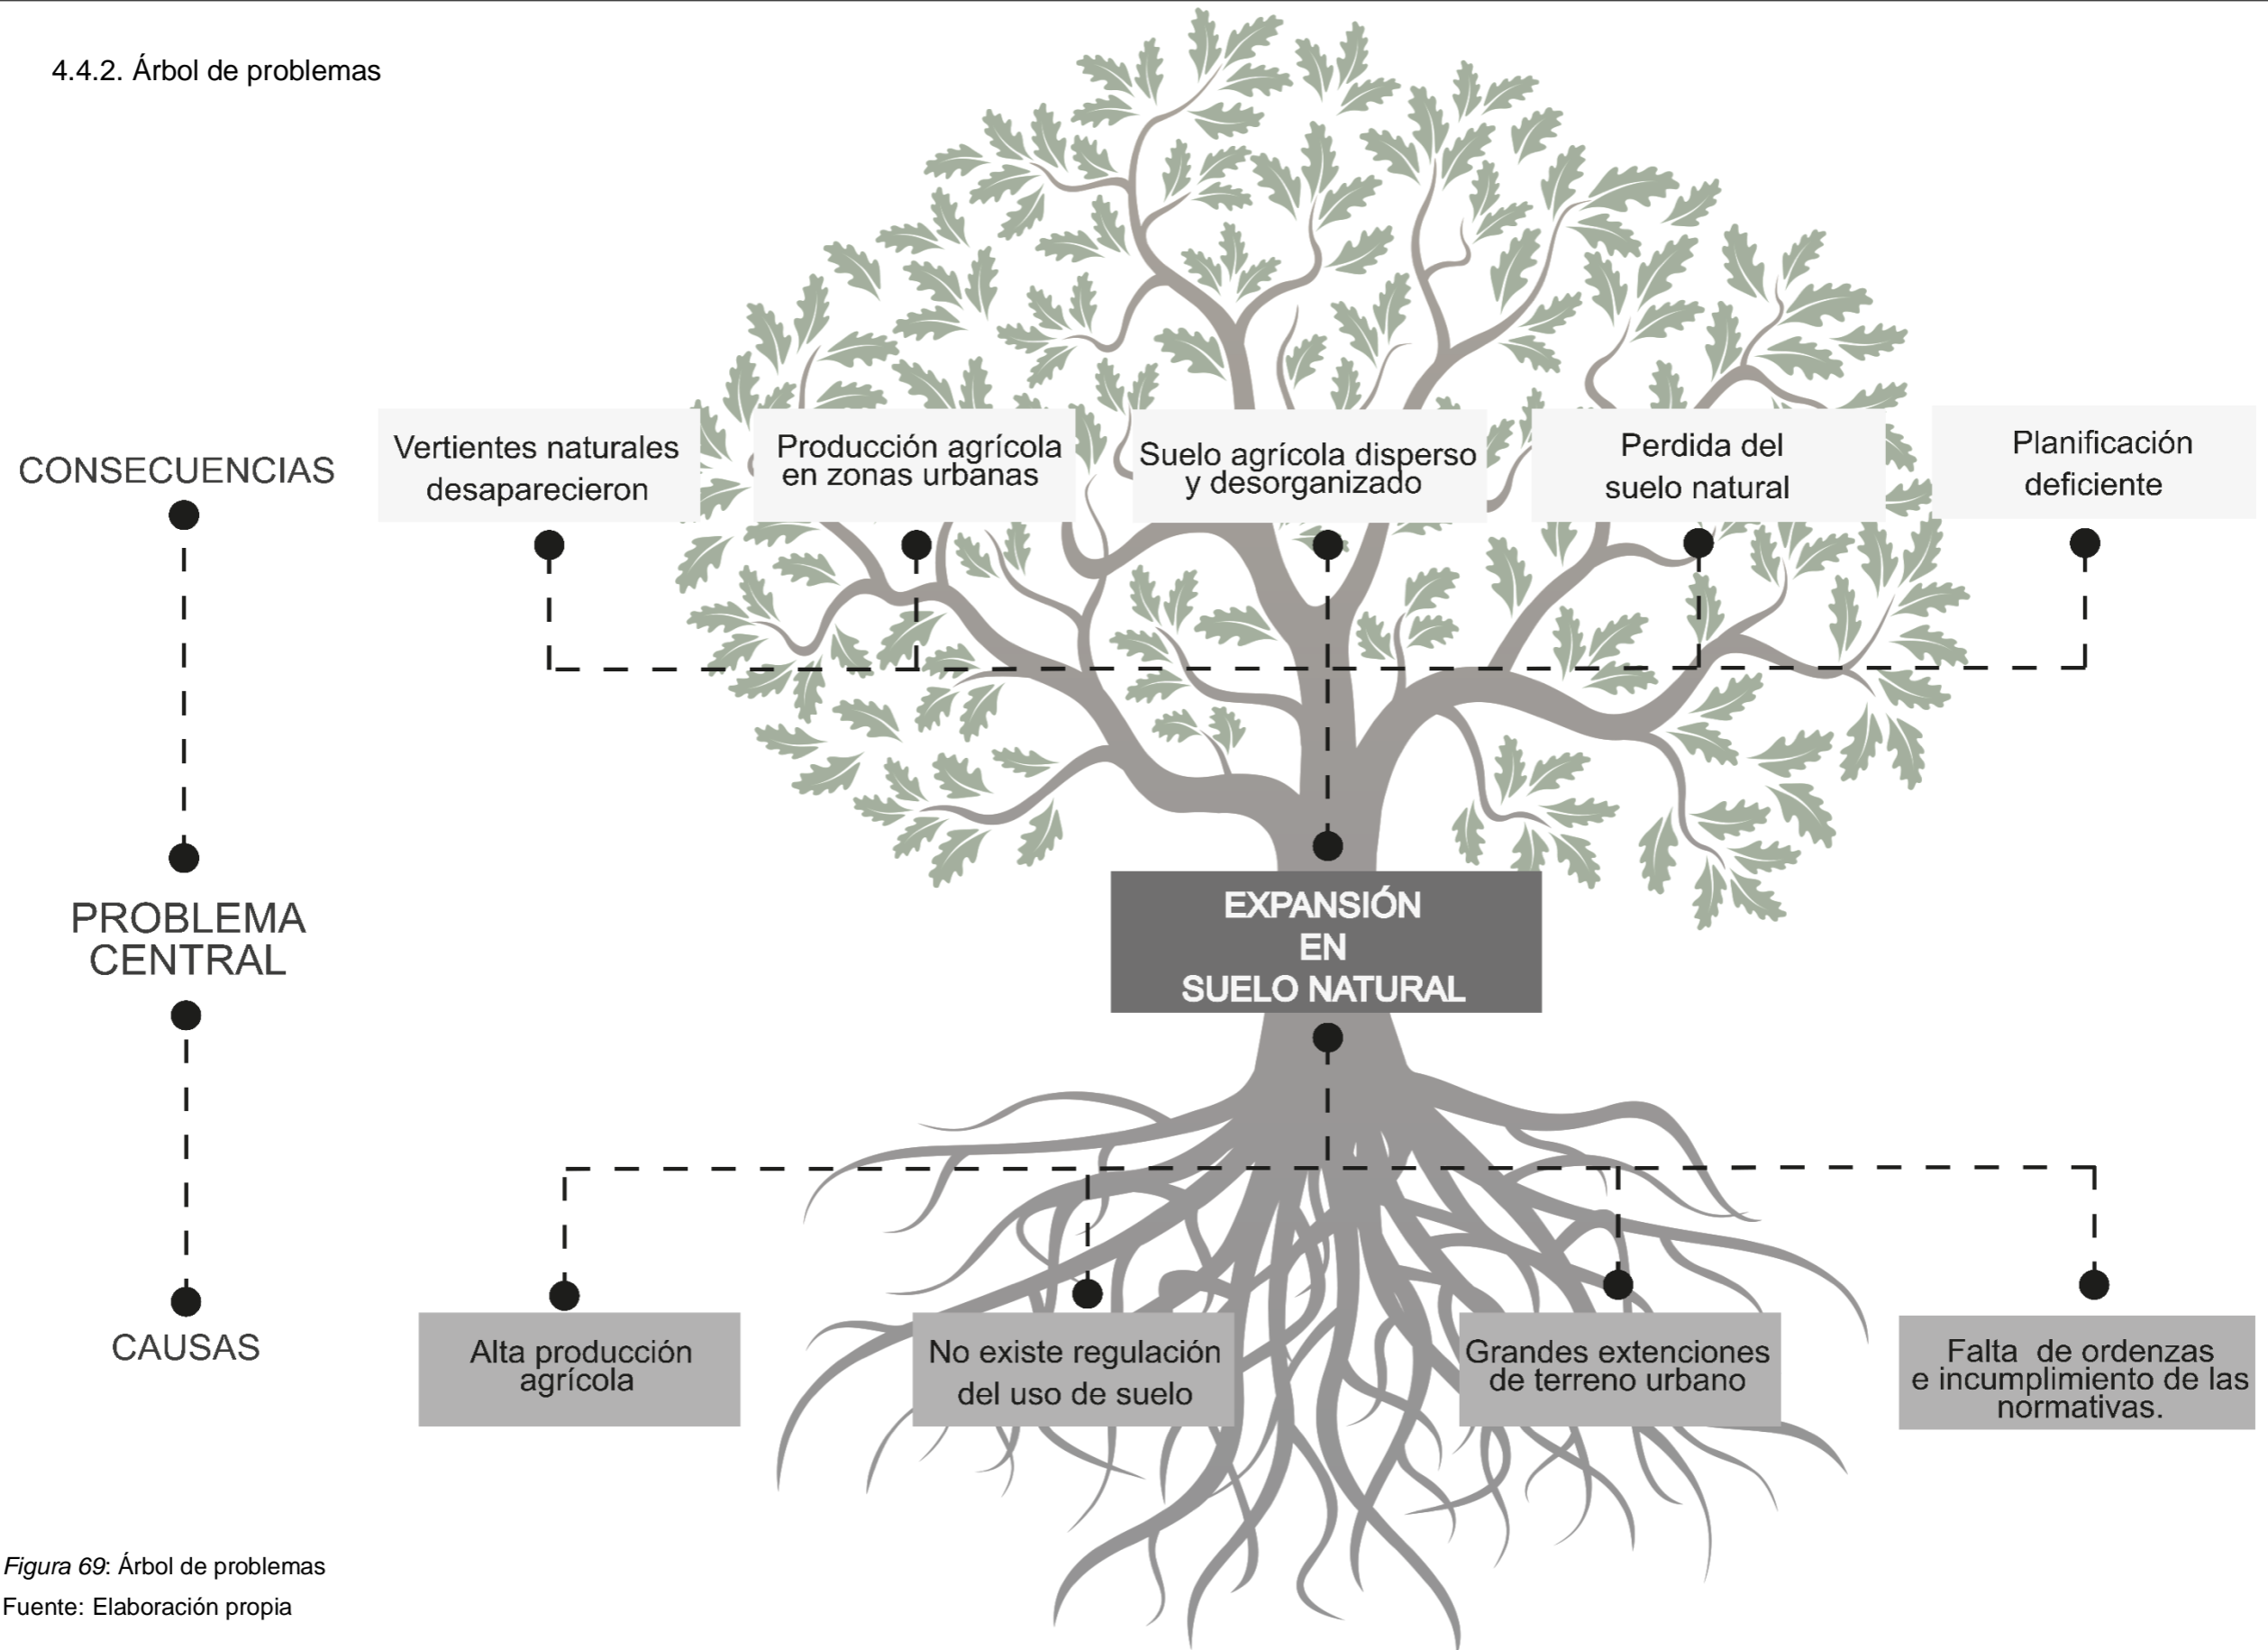 4.4.2. Árbol de problemas
CONSECUENCIAS
Vertientes naturales
desaparecieron
Producción agrícola
en zonas urbanas
Suelo agrícola disperso
y desorganizado
Perdida del
suelo natural
Planificación
deficiente
PROBLEMA
CENTRAL
EXPANSIÓN
EN
SUELO NATURAL
CAUSAS
Alta producción
agrícola
No existe regulación
del uso de suelo
Grandes extenciones
de terreno urbano
Falta de ordenzas
e incumplimiento de las
normativas.
Figura 69: Árbol de problemas
Fuente: Elaboración propia